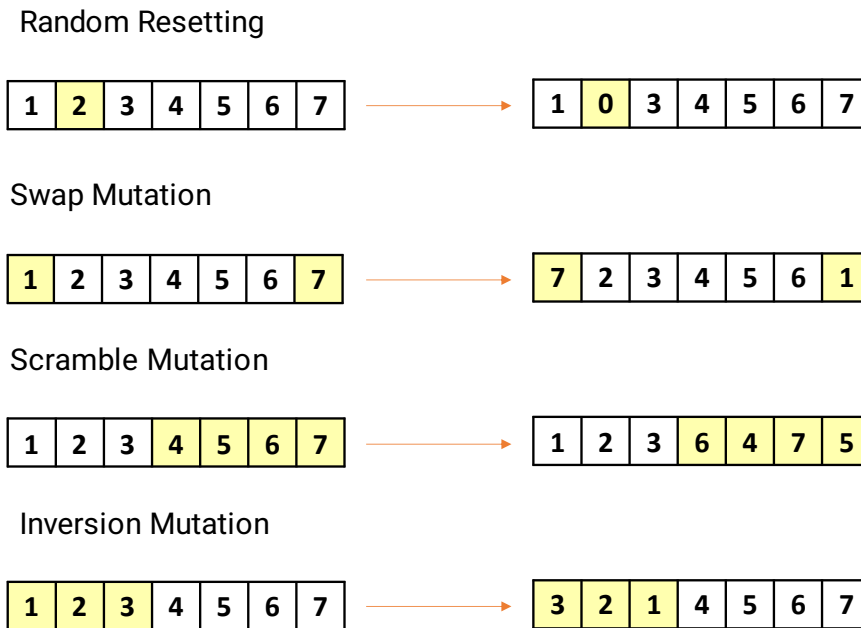 Random Resetting
1 2 3 4 5 6 7 1 0 3 4 5 6 7
Swap Mutation
1 2 3 4 5 6 7 7 2 3 4 5 6 1
Scramble Mutation
1 2 3 4 5 6 7 1 2 3 6 4 7 5
Inversion Mutation
1 2 3 4 5 6 7 3 2 1 4 5 6 7